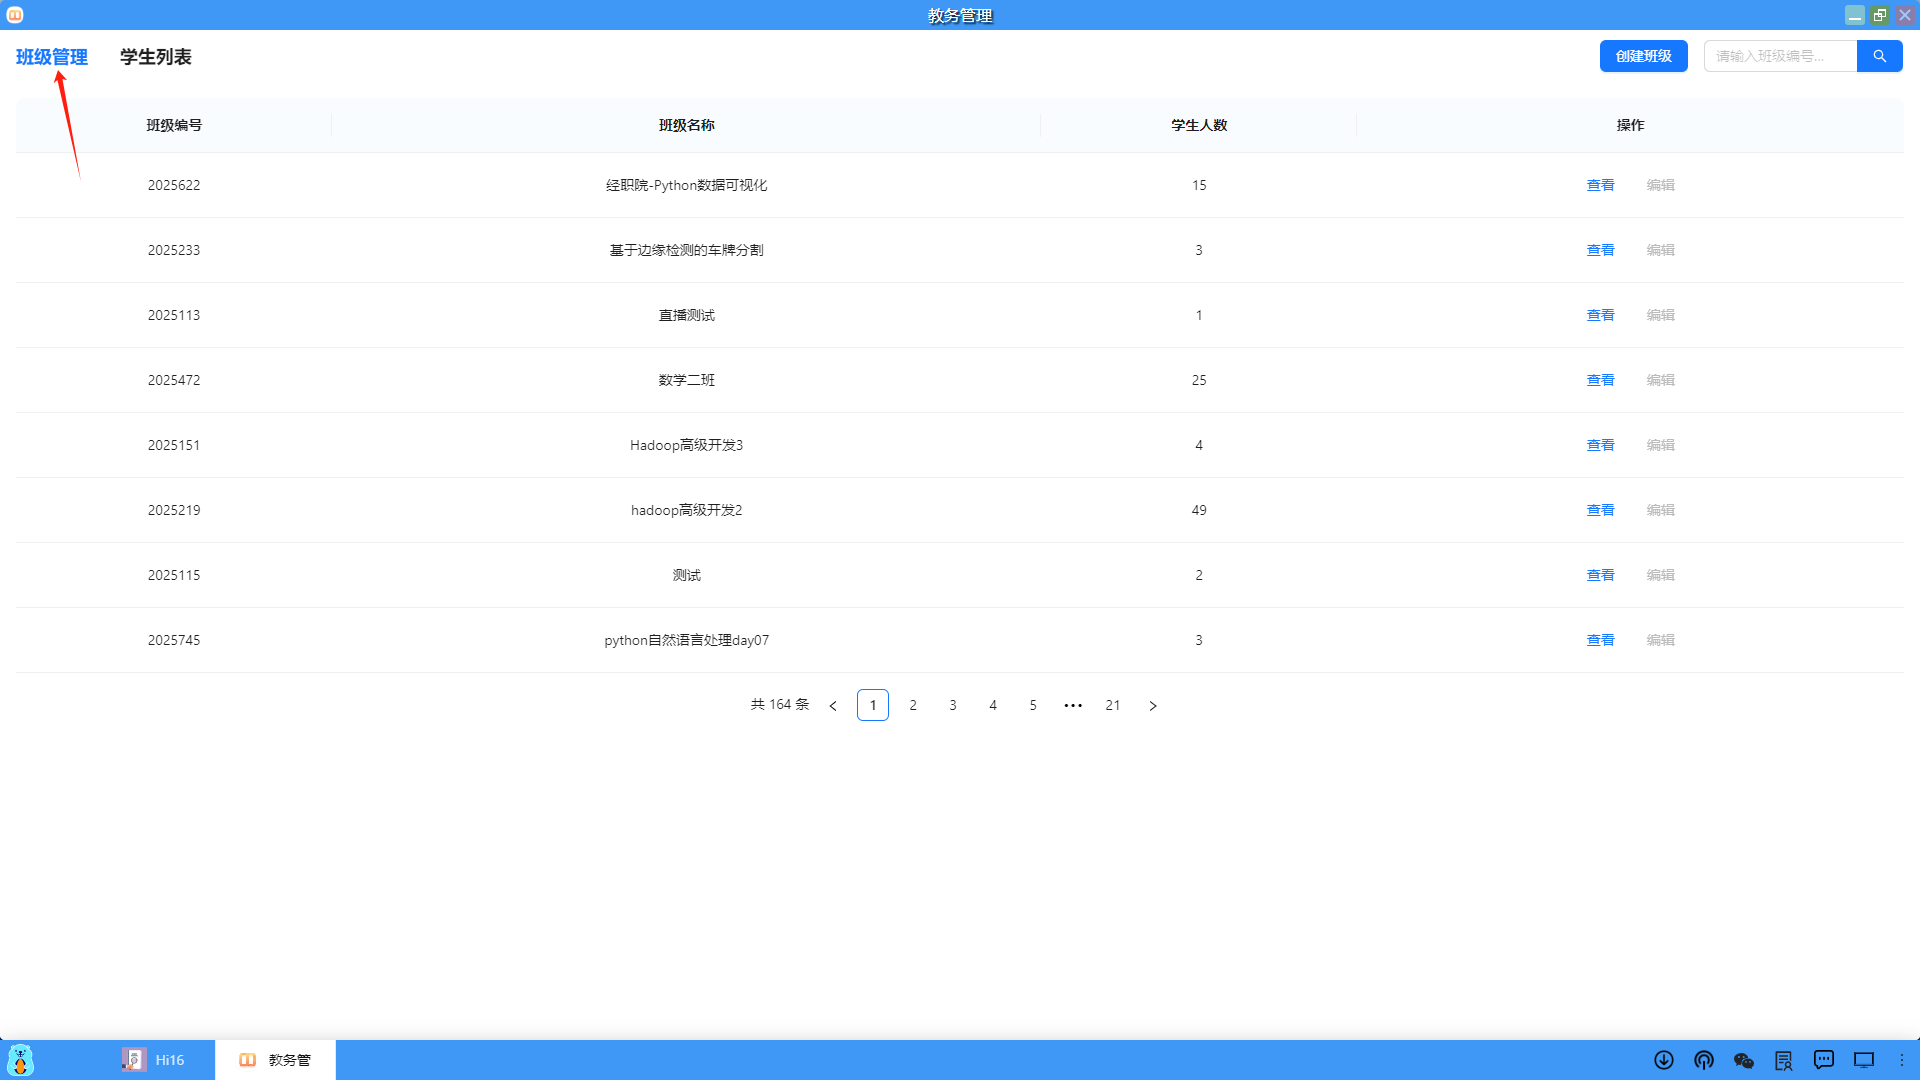 教务管理
班级管理 学生列表 创建班级 请输入班级编号...
班级编号 班级名称 学生人数 操作
2025622 经职院-Python数据可视化 15 查看 编辑
2025233 基于边缘检测的车牌分割 3 查看 编辑
2025113 直播测试 1 查看 编辑
2025472 数学二班 25 查看 编辑
2025151 Hadoop高级开发3 4 查看 编辑
2025219 hadoop高级开发2 49 查看 编辑
2025115 测试 2 查看 编辑
2025745 python自然语言处理day07 3 查看 编辑
共 164 条 < 1 2 3 4 5 ••• 21 >
Hi16 教务管